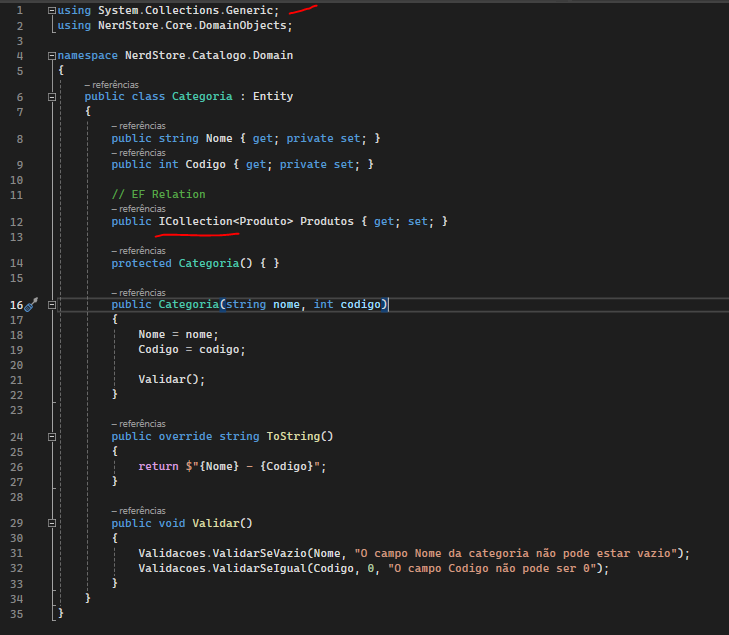 1 using System.Collections.Generic;
2 using NerdStore.Core.DomainObjects;
3
4 namespace NerdStore.Catalogo.Domain
5 {
– referências
6 public class Categoria : Entity
7 {
– referências
8 public string Nome { get; private set; }
– referências
9 public int Codigo { get; private set; }
10
11 // EF Relation
– referências
12 public ICollection<Produto> Produtos { get; set; }
13
– referências
14 protected Categoria() { }
15
– referências
16 public Categoria(string nome, int codigo)
17 {
18 Nome = nome;
19 Codigo = codigo;
20
21 Validar();
22 }
23
– referências
24 public override string ToString()
25 {
26 return $"{Nome} - {Codigo}";
27 }
28
– referências
29 public void Validar()
30 {
31 Validacoes.ValidarSeVazio(Nome, "O campo Nome da categoria não pode estar vazio");
32 Validacoes.ValidarSeIgual(Codigo, 0, "O campo Codigo não pode ser 0");
33 }
34 }
35 }